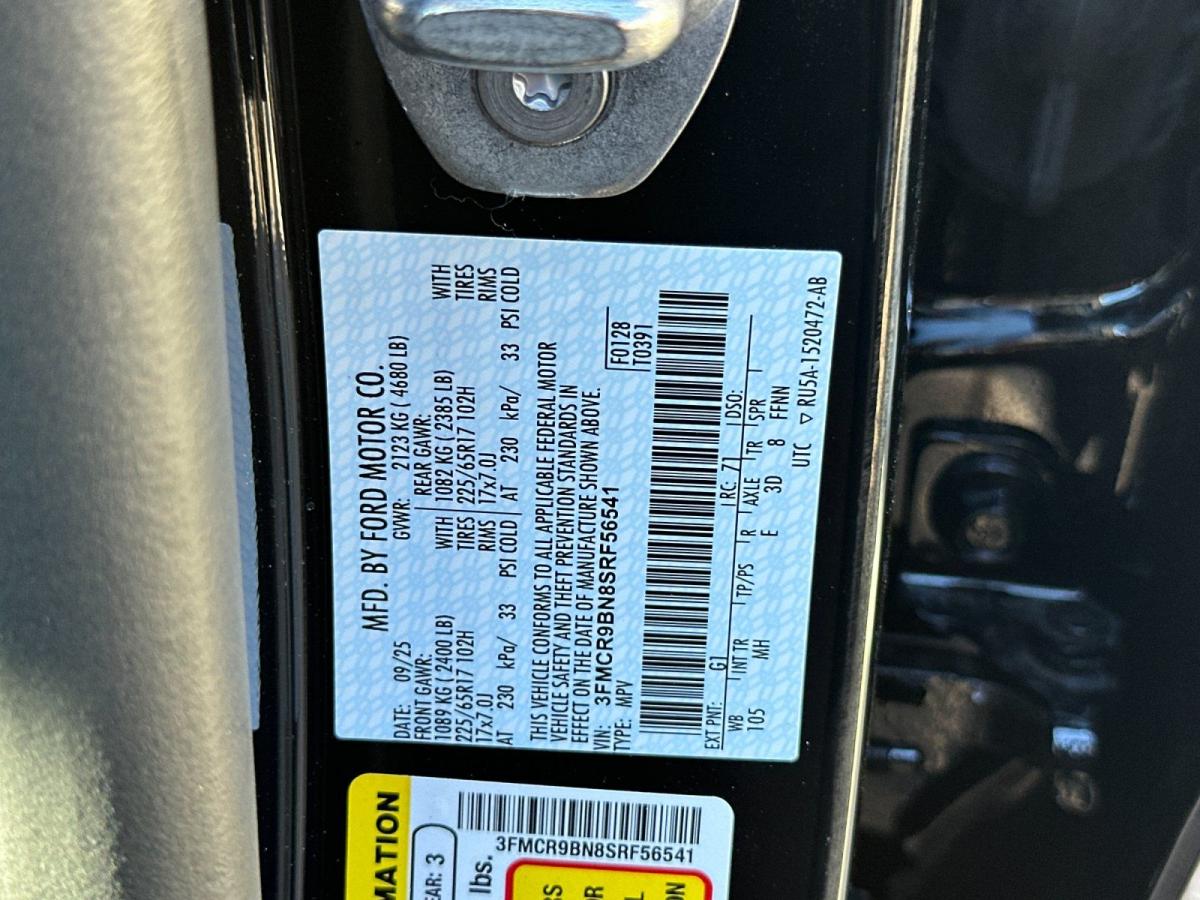 MFD. BY FORD MOTOR CO.
DATE: 09/25 GVWR: 2123 KG ( 4680 LB)
FRONT GAWR: REAR GAWR:
1089 KG ( 2400 LB) WITH 1082 KG ( 2385 LB) WITH
225/65R17 102H TIRES 225/65R17 102H TIRES
17x7.0J RIMS 17x7.0J RIMS
AT 230 kPa/ 33 PSI COLD AT 230 kPa/ 33 PSI COLD
THIS VEHICLE CONFORMS TO ALL APPLICABLE FEDERAL MOTOR
VEHICLE SAFETY AND THEFT PREVENTION STANDARDS IN
EFFECT ON THE DATE OF MANUFACTURE SHOWN ABOVE.
VIN: 3FMCR9BN8SRF56541
TYPE: MPV
F0128
T0391
EXT PNT: G1 RC: 71 DSO:
WB INT TR TP/PS R AXLE TR SPR
105 MH E 3D 8 FFNN
UTC ▽ RU5A-1520472-AB
3FMCR9BN8SRF56541
MATION
EAR: 3
lbs.